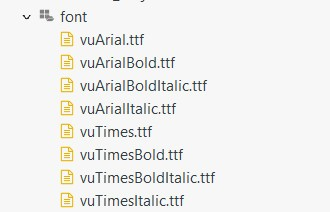 font
vuArial.ttf
vuArialBold.ttf
vuArialBoldItalic.ttf
vuArialItalic.ttf
vuTimes.ttf
vuTimesBold.ttf
vuTimesBoldItalic.ttf
vuTimesItalic.ttf